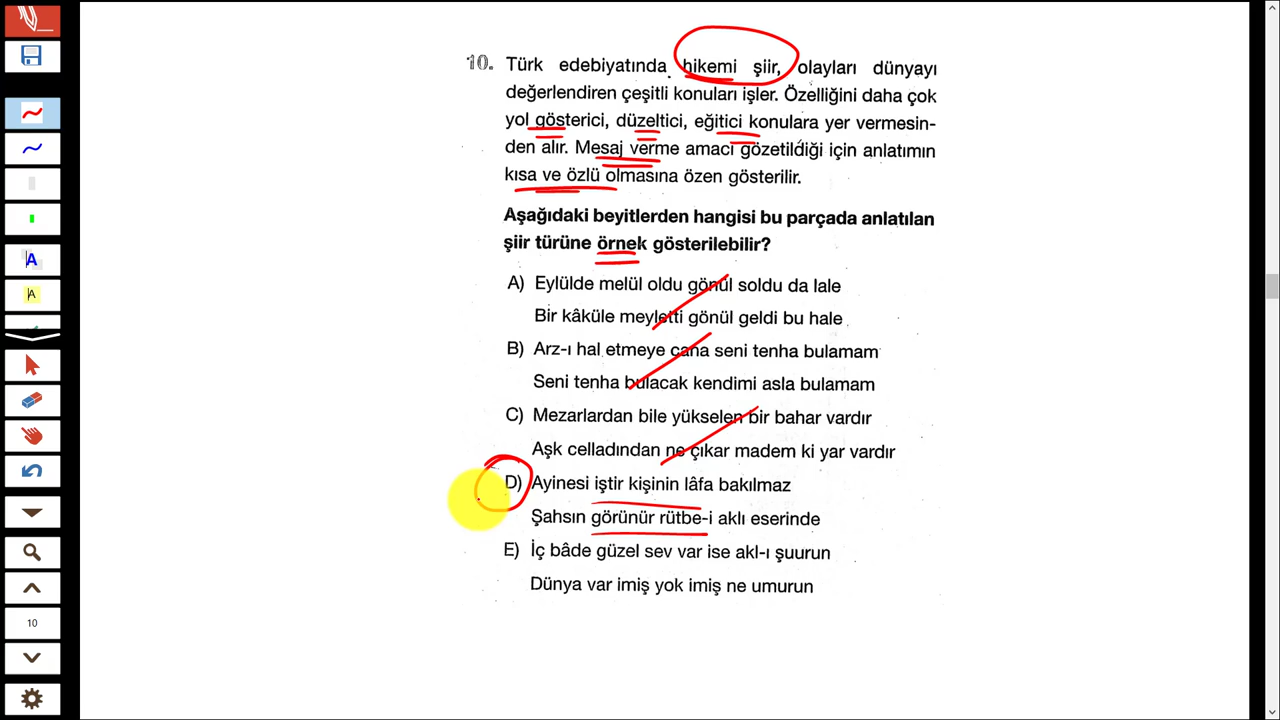 10. Türk edebiyatında hikemi şiir, olayları dünyayı
değerlendiren çeşitli konuları işler. Özelliğini daha çok
yol gösterici, düzeltici, eğitici konulara yer vermesin-
den alır. Mesaj verme amacı gözetildiği için anlatımın
kısa ve özlü olmasına özen gösterilir.
Aşağıdaki beyitlerden hangisi bu parçada anlatılan
şiir türüne örnek gösterilebilir?
A) Eylülde melül oldu gönül soldu da lale
Bir kâküle meyletti gönül geldi bu hale
B) Arz-ı hal etmeye cana seni tenha bulamam
Seni tenha bulacak kendimi asla bulamam
C) Mezarlardan bile yükselen bir bahar vardır
Aşk celladından ne çıkar madem ki yar vardır
D) Ayinesi iştir kişinin lâfa bakılmaz
Şahsın görünür rütbe-i aklı eserinde
E) İç bâde güzel sev var ise akl-ı şuurun
Dünya var imiş yok imiş ne umurun
A
A
10